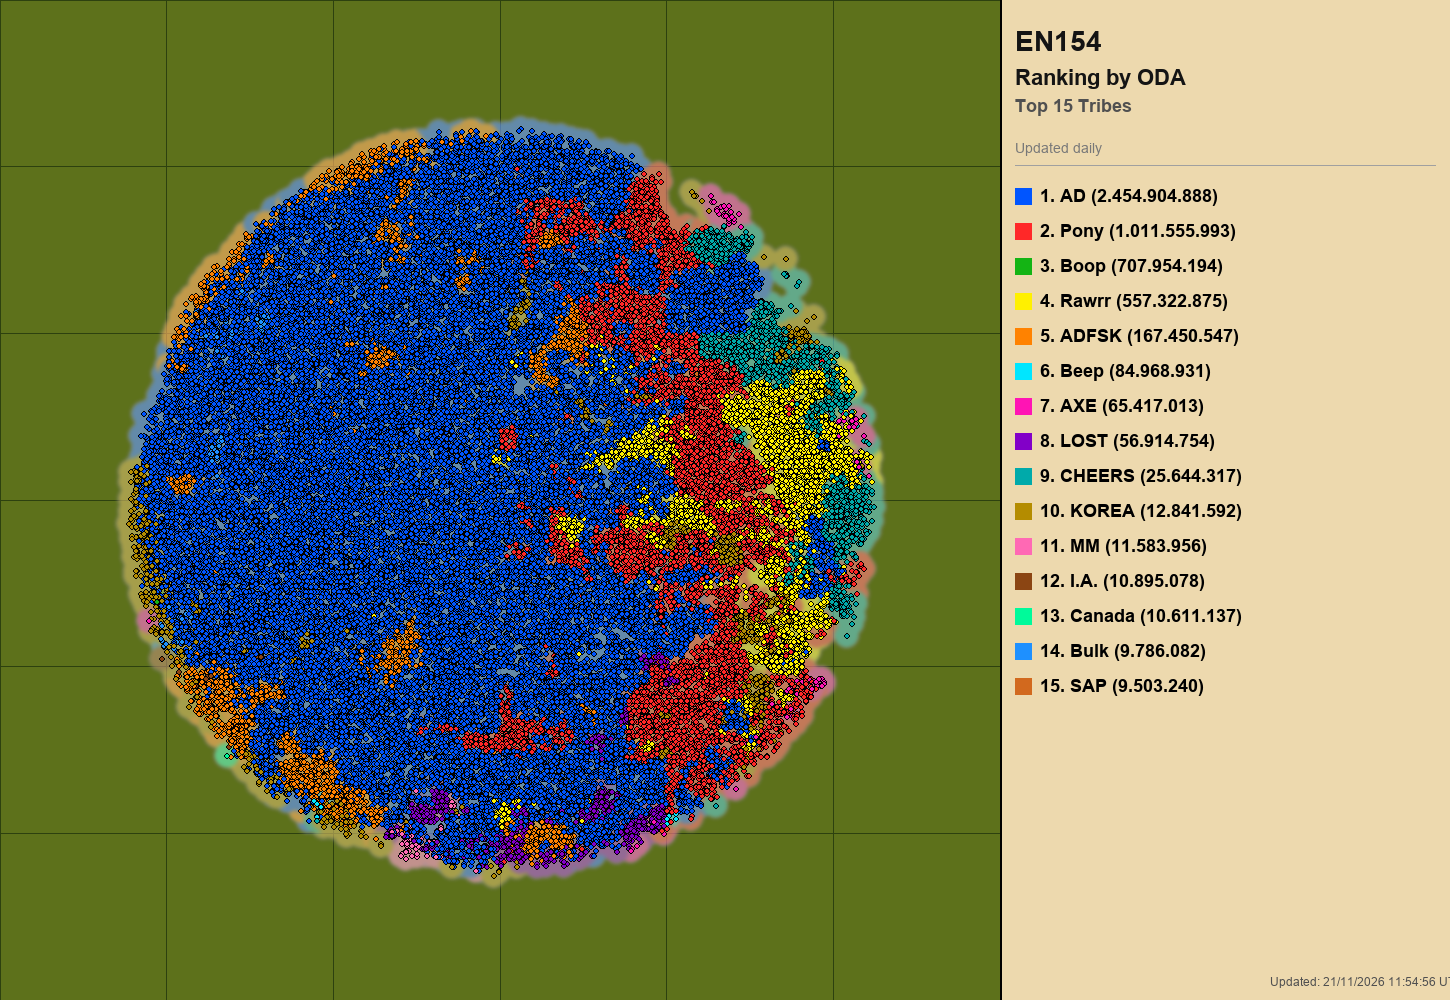 EN154
Ranking by ODA
Top 15 Tribes
Updated daily
1. AD (2.454.904.888)
2. Pony (1.011.555.993)
3. Boop (707.954.194)
4. Rawrr (557.322.875)
5. ADFSK (167.450.547)
6. Beep (84.968.931)
7. AXE (65.417.013)
8. LOST (56.914.754)
9. CHEERS (25.644.317)
10. KOREA (12.841.592)
11. MM (11.583.956)
12. I.A. (10.895.078)
13. Canada (10.611.137)
14. Bulk (9.786.082)
15. SAP (9.503.240)
Updated: 21/11/2026 11:54:56 U